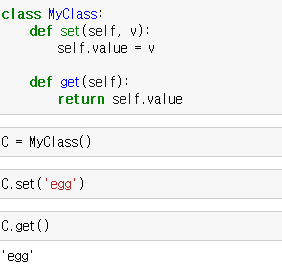 class MyClass:
    def set(self, v):
        self.value = v
    def get(self):
        return self.value
C = MyClass()
C.set('egg')
C.get()
'egg'